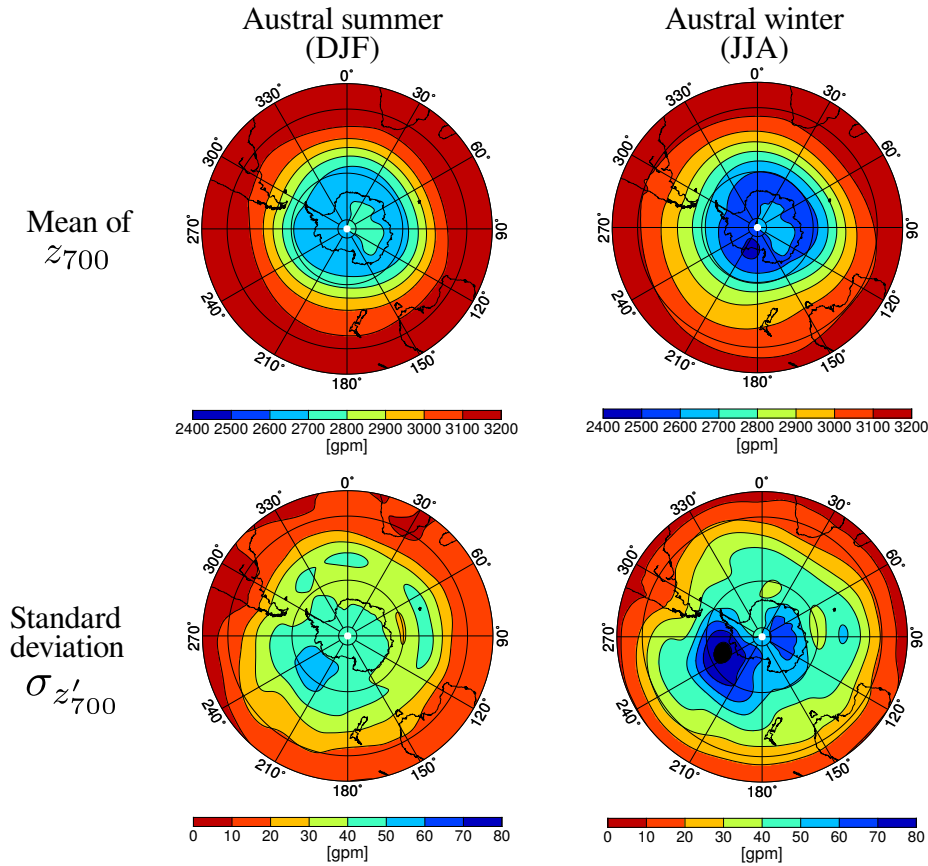 Austral summer
(DJF)
Austral winter
(JJA)
Mean of
z700
0°
30°
60°
90°
120°
150°
180°
210°
240°
270°
300°
330°
2400 2500 2600 2700 2800 2900 3000 3100 3200
[gpm]
0°
30°
60°
90°
120°
150°
180°
210°
240°
270°
300°
330°
2400 2500 2600 2700 2800 2900 3000 3100 3200
[gpm]
Standard
deviation
σz′700
0°
30°
60°
90°
120°
150°
180°
210°
240°
270°
300°
330°
0 10 20 30 40 50 60 70 80
[gpm]
0°
30°
60°
90°
120°
150°
180°
210°
240°
270°
300°
330°
0 10 20 30 40 50 60 70 80
[gpm]